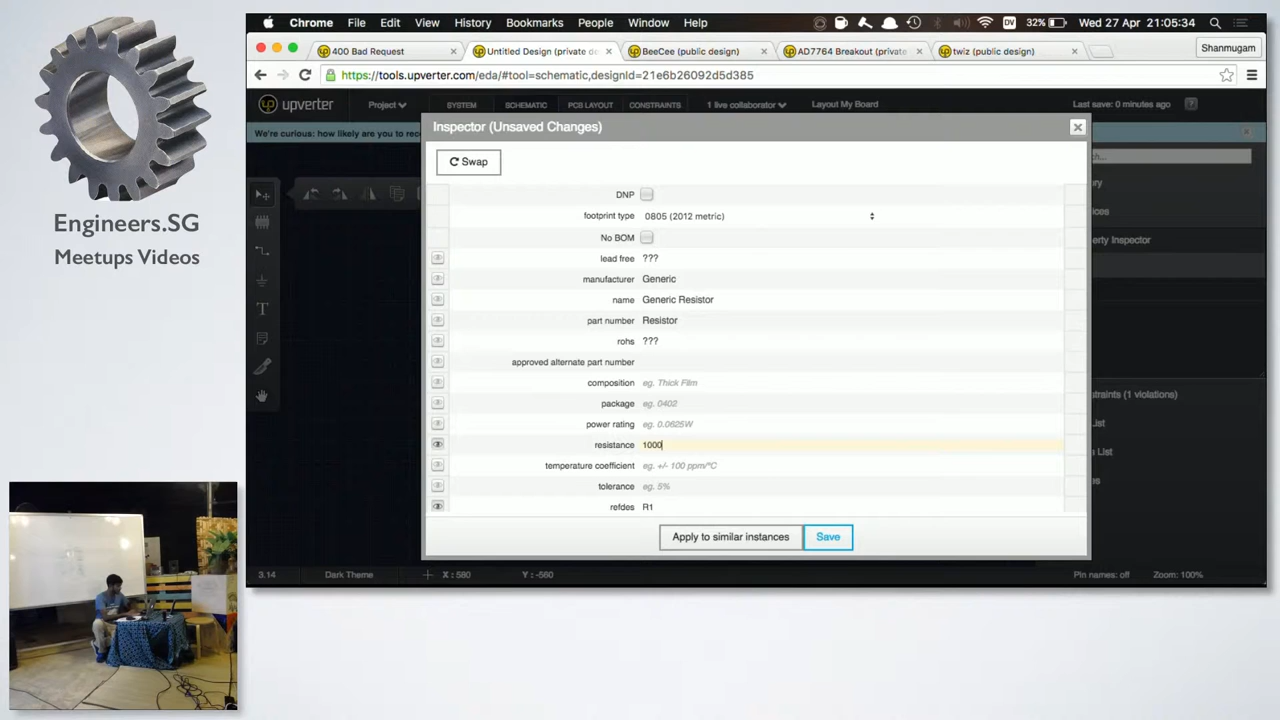 Engineers.SG
Meetups Videos
Chrome File Edit View History Bookmarks People Window Help
DV 32% Wed 27 Apr 21:05:34
400 Bad Request
Untitled Design (private de
BeeCee (public design)
AD7764 Breakout (private
twiz (public design)
Shanmugam
https://tools.upverter.com/eda/#tool=schematic,designId=21e6b26092d5d385
upverter
Project
SYSTEM
SCHEMATIC
PCB LAYOUT
CONSTRAINTS
1 live collaborator
Layout My Board
Last save: 0 minutes ago
?
We're curious: how likely are you to rec
Inspector (Unsaved Changes)
Swap
DNP
footprint type 0805 (2012 metric)
No BOM
lead free ???
manufacturer Generic
name Generic Resistor
part number Resistor
rohs ???
approved alternate part number
composition eg. Thick Film
package eg. 0402
power rating eg. 0.0625W
resistance 1000
temperature coefficient eg. +/- 100 ppm/°C
tolerance eg. 5%
refdes R1
Apply to similar instances
Save
ch...
ry
ices
erty Inspector
traints (1 violations)
List
List
es
3.14
Dark Theme
X : 580
Y : -560
Pin names: off
Zoom: 100%